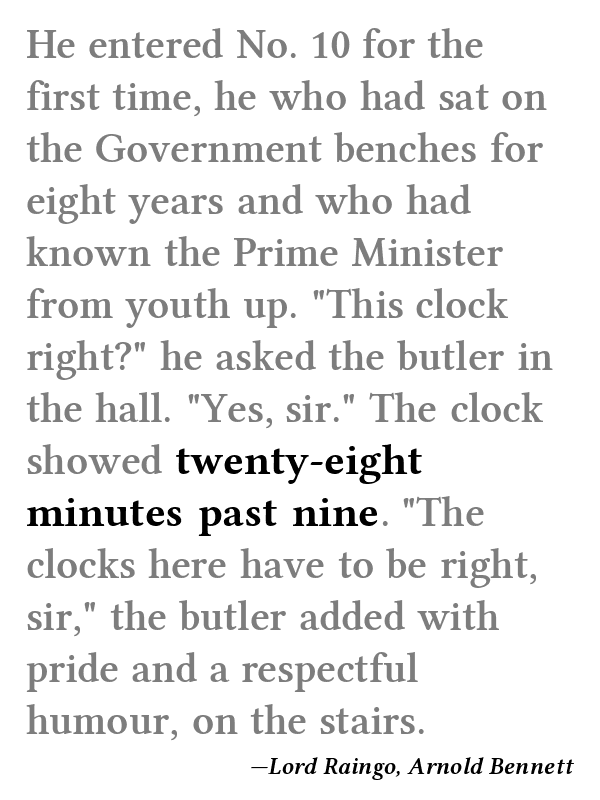 He entered No. 10 for the
first time, he who had sat on
the Government benches for
eight years and who had
known the Prime Minister
from youth up. "This clock
right?" he asked the butler in
the hall. "Yes, sir." The clock
showed twenty-eight
minutes past nine. "The
clocks here have to be right,
sir," the butler added with
pride and a respectful
humour, on the stairs.
—Lord Raingo, Arnold Bennett